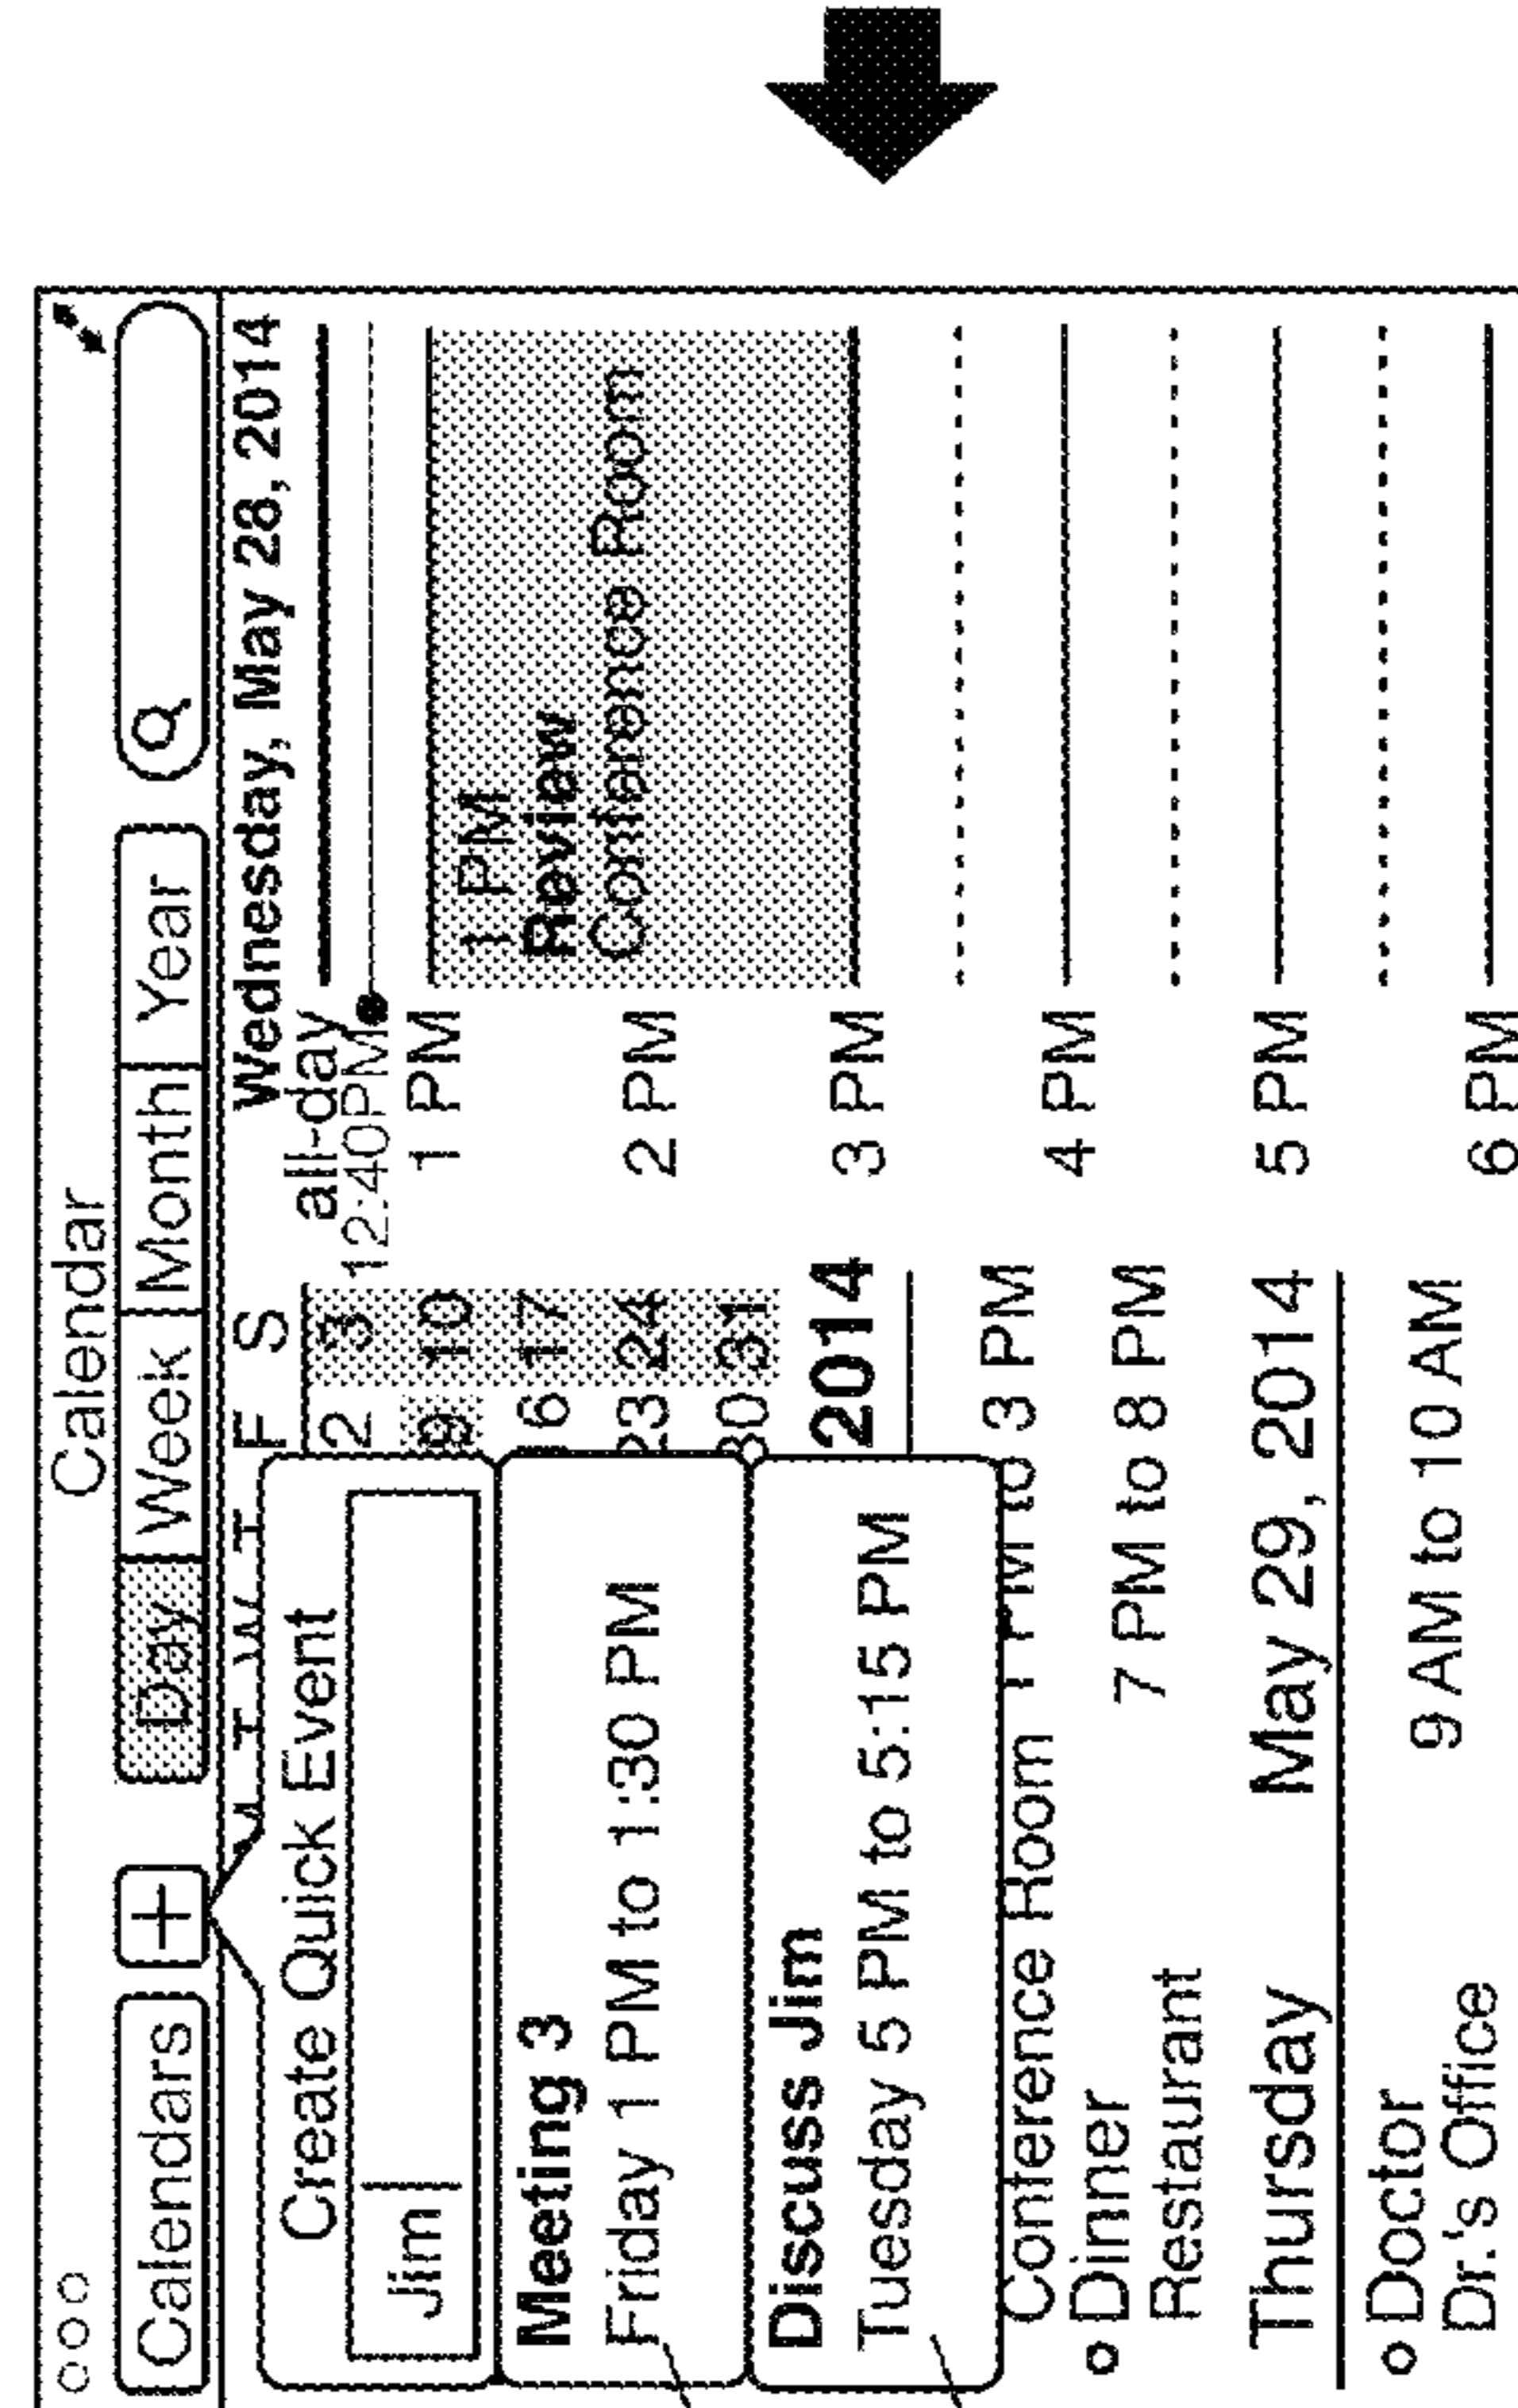 Calendar
Calendars + Day Week Month Year
F S
2 3
9 10
16 17
23 24
30 31
2014
Create Quick Event
Jim
Meeting 3
Friday 1 PM to 1:30 PM
Discuss Jim
Tuesday 5 PM to 5:15 PM
Conference Room 1 PM to 3 PM
Dinner 7 PM to 8 PM
Restaurant
Thursday May 29, 2014
Doctor 9 AM to 10 AM
Dr.'s Office
Wednesday, May 28, 2014
all-day
12:40PM
1 PM
1 PM
Review
Conference Room
2 PM
3 PM
4 PM
5 PM
6 PM